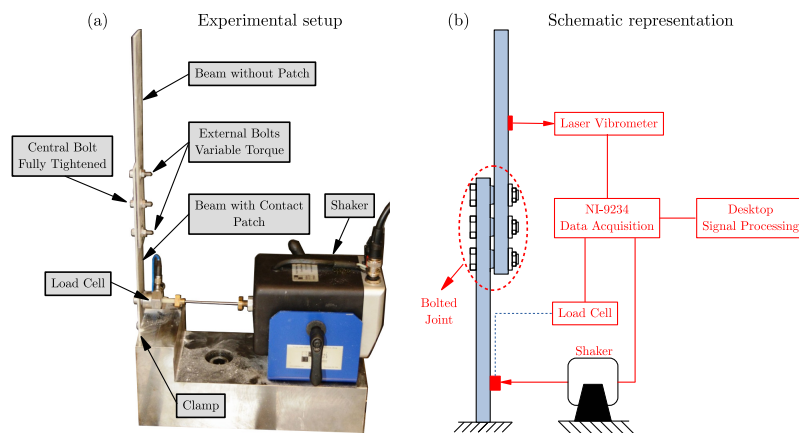 (a) Experimental setup
Beam without Patch
Central Bolt
Fully Tightened
External Bolts
Variable Torque
Beam with Contact
Patch
Shaker
Load Cell
Clamp
(b) Schematic representation
Laser Vibrometer
NI-9234
Data Acquisition
Desktop
Signal Processing
Bolted
Joint
Load Cell
Shaker